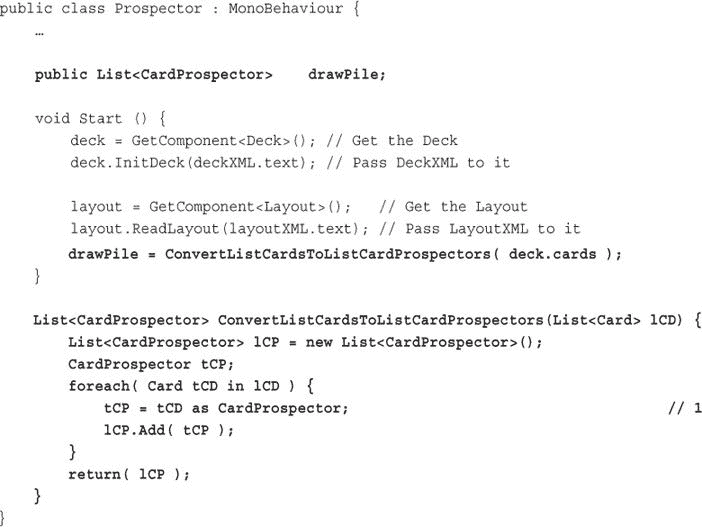 public class Prospector : MonoBehaviour {
    …
    public List<CardProspector>    drawPile;
    void Start () {
        deck = GetComponent<Deck>(); // Get the Deck
        deck.InitDeck(deckXML.text); // Pass DeckXML to it
        layout = GetComponent<Layout>();   // Get the Layout
        layout.ReadLayout(layoutXML.text); // Pass LayoutXML to it
        drawPile = ConvertListCardsToListCardProspectors( deck.cards );
    }
    List<CardProspector> ConvertListCardsToListCardProspectors(List<Card> lCD) {
        List<CardProspector> lCP = new List<CardProspector>();
        CardProspector tCP;
        foreach( Card tCD in lCD ) {
            tCP = tCD as CardProspector;                                    // 1
            lCP.Add( tCP );
        }
        return( lCP );
    }
}